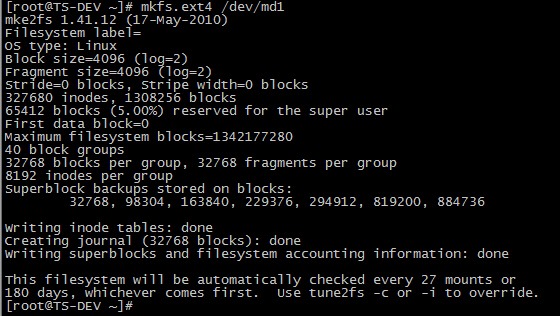 [root@TS-DEV ~]# mkfs.ext4 /dev/md1
mke2fs 1.41.12 (17-May-2010)
Filesystem label=
OS type: Linux
Block size=4096 (log=2)
Fragment size=4096 (log=2)
Stride=0 blocks, Stripe width=0 blocks
327680 inodes, 1308256 blocks
65412 blocks (5.00%) reserved for the super user
First data block=0
Maximum filesystem blocks=1342177280
40 block groups
32768 blocks per group, 32768 fragments per group
8192 inodes per group
Superblock backups stored on blocks:
        32768, 98304, 163840, 229376, 294912, 819200, 884736

Writing inode tables: done
Creating journal (32768 blocks): done
Writing superblocks and filesystem accounting information: done

This filesystem will be automatically checked every 27 mounts or
180 days, whichever comes first.  Use tune2fs -c or -i to override.
[root@TS-DEV ~]#